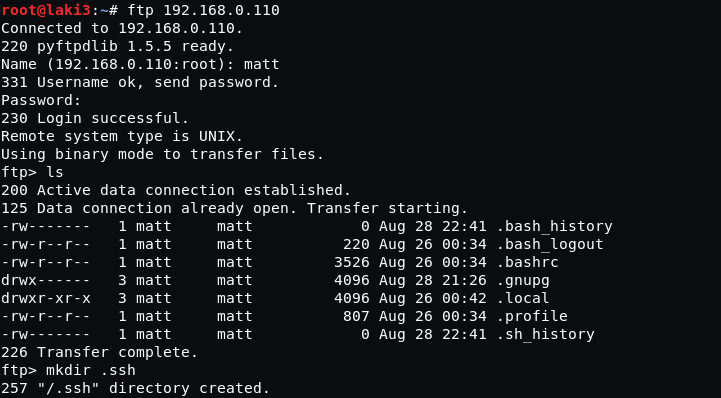 root@laki3:~# ftp 192.168.0.110
Connected to 192.168.0.110.
220 pyftpdlib 1.5.5 ready.
Name (192.168.0.110:root): matt
331 Username ok, send password.
Password:
230 Login successful.
Remote system type is UNIX.
Using binary mode to transfer files.
ftp> ls
200 Active data connection established.
125 Data connection already open. Transfer starting.
-rw-------   1 matt     matt            0 Aug 28 22:41 .bash_history
-rw-r--r--   1 matt     matt          220 Aug 26 00:34 .bash_logout
-rw-r--r--   1 matt     matt         3526 Aug 26 00:34 .bashrc
drwx------   3 matt     matt         4096 Aug 28 21:26 .gnupg
drwxr-xr-x   3 matt     matt         4096 Aug 26 00:42 .local
-rw-r--r--   1 matt     matt          807 Aug 26 00:34 .profile
-rw-------   1 matt     matt            0 Aug 28 22:41 .sh_history
226 Transfer complete.
ftp> mkdir .ssh
257 "/.ssh" directory created.